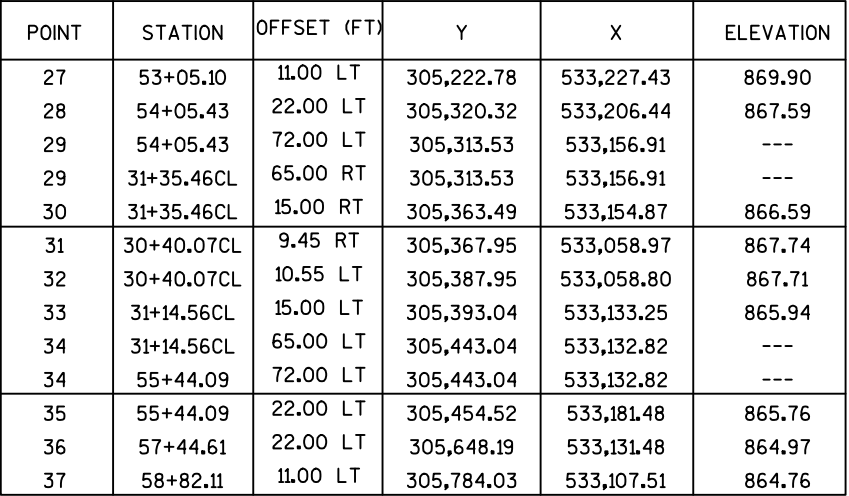 POINT STATION OFFSET (FT) Y X ELEVATION
27 53+05.10 11.00 LT 305,222.78 533,227.43 869.90
28 54+05.43 22.00 LT 305,320.32 533,206.44 867.59
29 54+05.43 72.00 LT 305,313.53 533,156.91 ---
29 31+35.46CL 65.00 RT 305,313.53 533,156.91 ---
30 31+35.46CL 15.00 RT 305,363.49 533,154.87 866.59
31 30+40.07CL 9.45 RT 305,367.95 533,058.97 867.74
32 30+40.07CL 10.55 LT 305,387.95 533,058.80 867.71
33 31+14.56CL 15.00 LT 305,393.04 533,133.25 865.94
34 31+14.56CL 65.00 LT 305,443.04 533,132.82 ---
34 55+44.09 72.00 LT 305,443.04 533,132.82 ---
35 55+44.09 22.00 LT 305,454.52 533,181.48 865.76
36 57+44.61 22.00 LT 305,648.19 533,131.48 864.97
37 58+82.11 11.00 LT 305,784.03 533,107.51 864.76